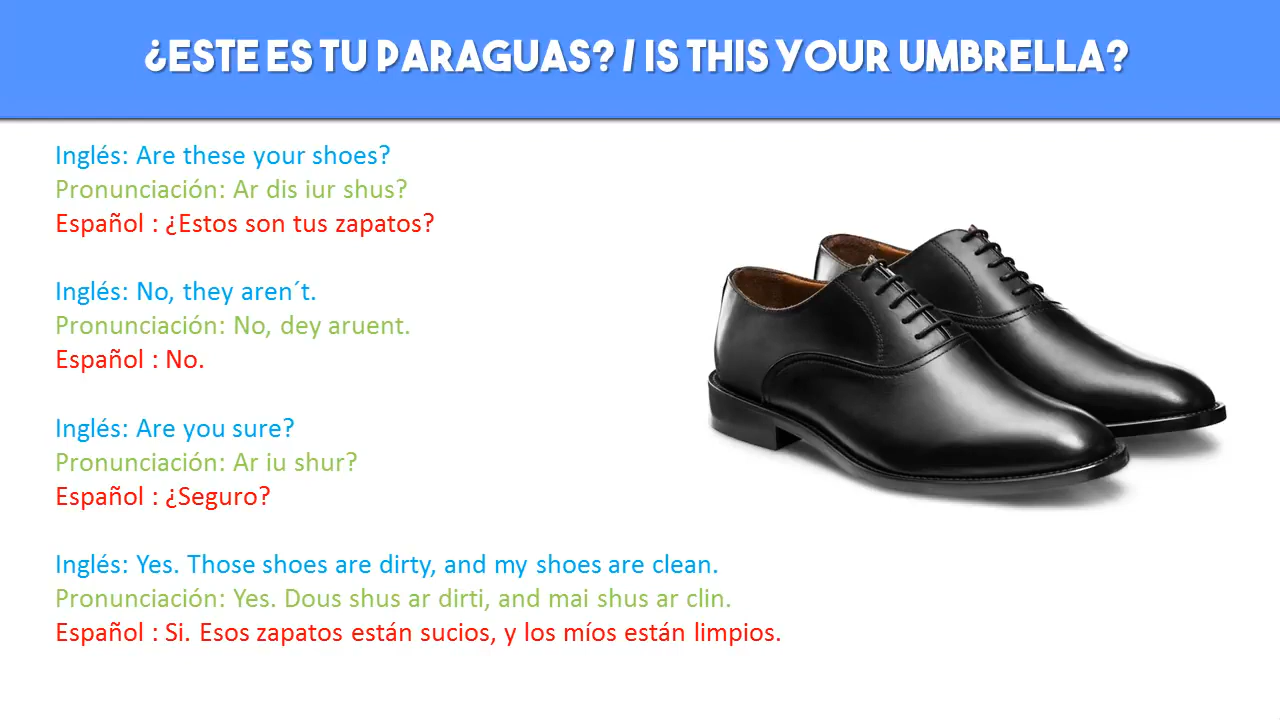 ¿ESTE ES TU PARAGUAS? / IS THIS YOUR UMBRELLA?
Inglés: Are these your shoes?
Pronunciación: Ar dis iur shus?
Español : ¿Estos son tus zapatos?
Inglés: No, they aren´t.
Pronunciación: No, dey aruent.
Español : No.
Inglés: Are you sure?
Pronunciación: Ar iu shur?
Español : ¿Seguro?
Inglés: Yes. Those shoes are dirty, and my shoes are clean.
Pronunciación: Yes. Dous shus ar dirti, and mai shus ar clin.
Español : Si. Esos zapatos están sucios, y los míos están limpios.